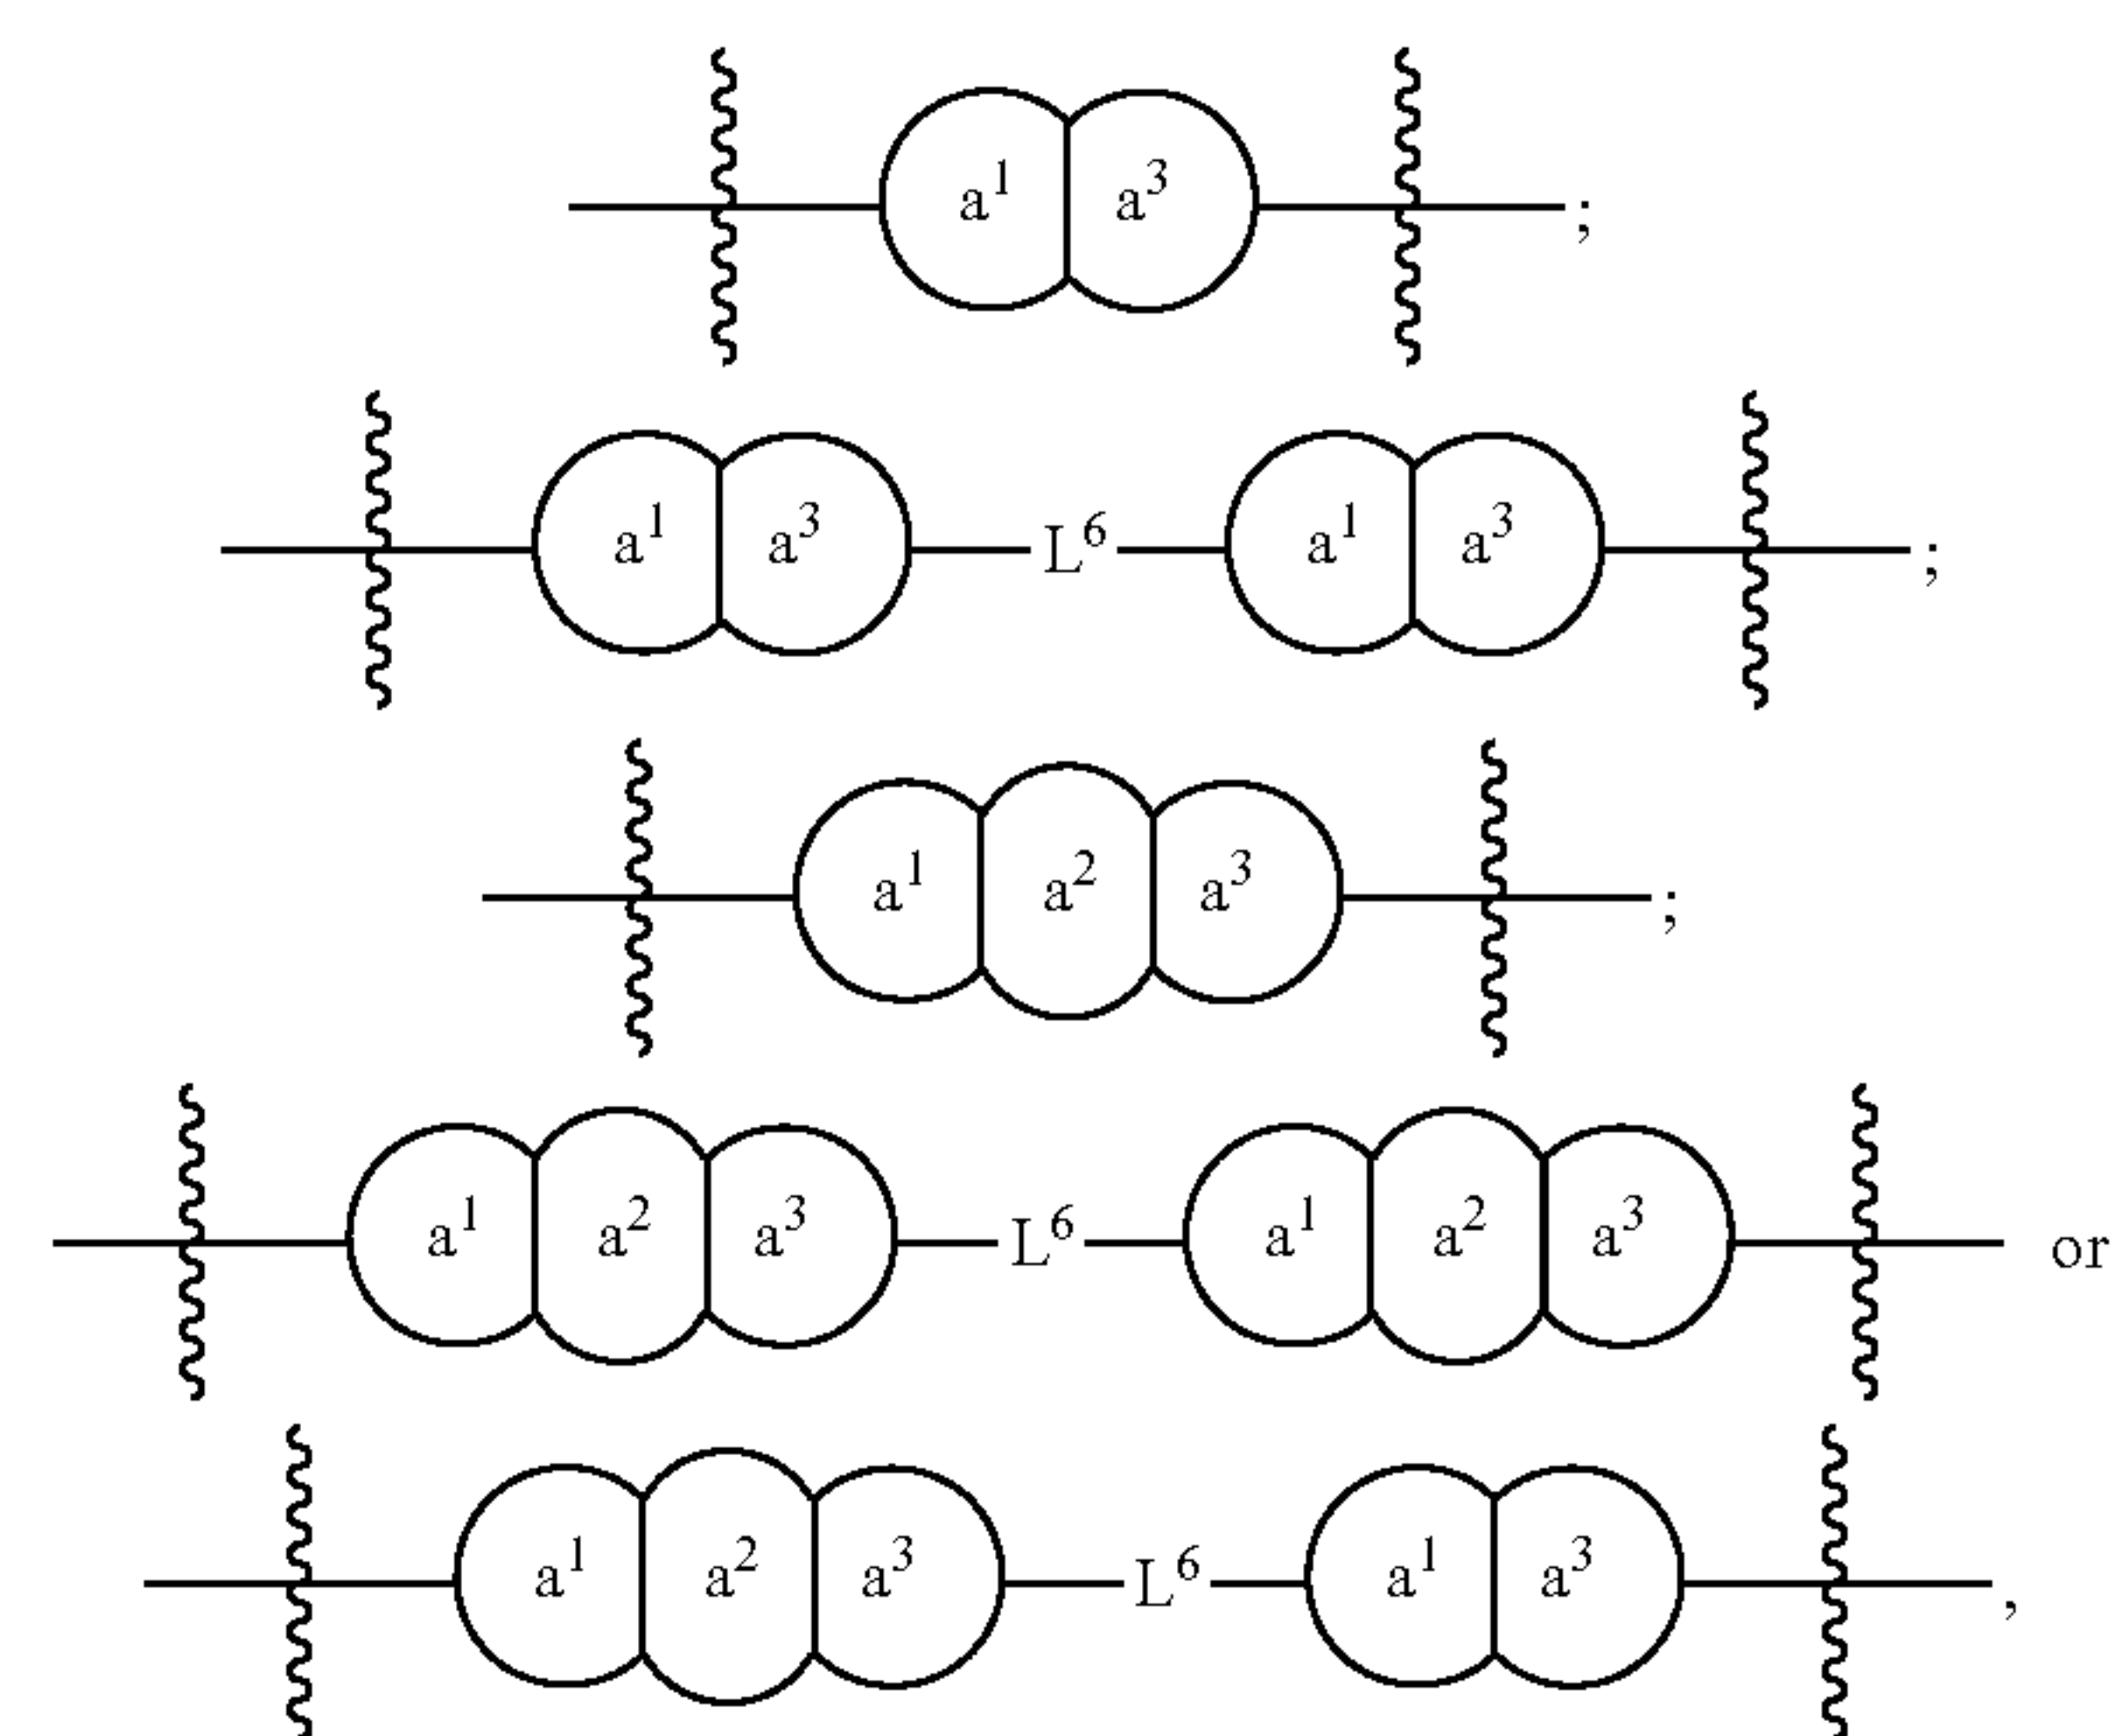 a¹ a³ ;
a¹ a³ L⁶ a¹ a³ ;
a¹ a² a³ ;
a¹ a² a³ L⁶ a¹ a² a³ or
a¹ a² a³ L⁶ a¹ a³ ,